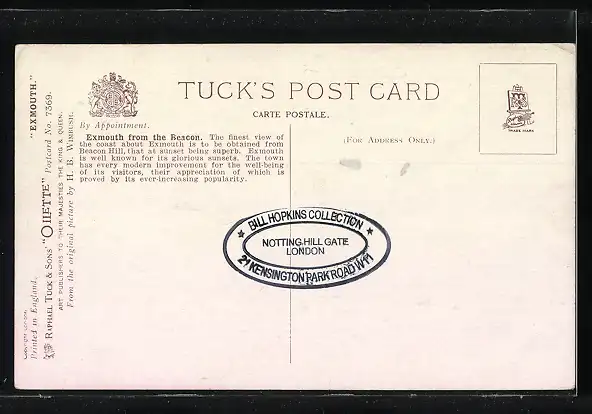 TUCK'S POST CARD
CARTE POSTALE.
By Appointment.
(FOR ADDRESS ONLY.)
TRADE MARK
Exmouth from the Beacon. The finest view of
the coast about Exmouth is to be obtained from
Beacon Hill, that at sunset being superb. Exmouth
is well known for its glorious sunsets. The town
has every modern improvement for the well-being
of its visitors, their appreciation of which is
proved by its ever-increasing popularity.
BILL HOPKINS COLLECTION
NOTTING HILL GATE
LONDON
21 KENSINGTON PARK ROAD W11
Printed in England.
RAPHAEL TUCK & SONS' "OILETTE" Postcard No. 7369. "EXMOUTH."
ART PUBLISHERS TO THEIR MAJESTIES THE KING & QUEEN.
From the original picture by H. B. WIMBUSH.